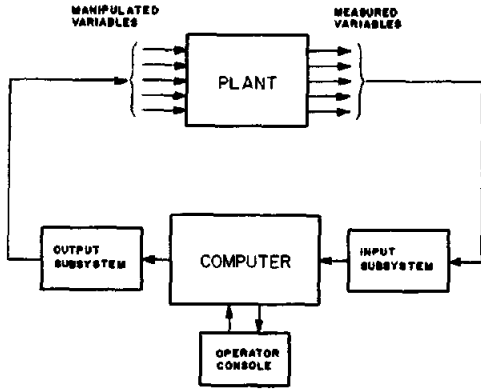 MANIPULATED
VARIABLES
MEASURED
VARIABLES
PLANT
OUTPUT
SUBSYSTEM
COMPUTER
INPUT
SUBSYSTEM
OPERATOR
CONSOLE